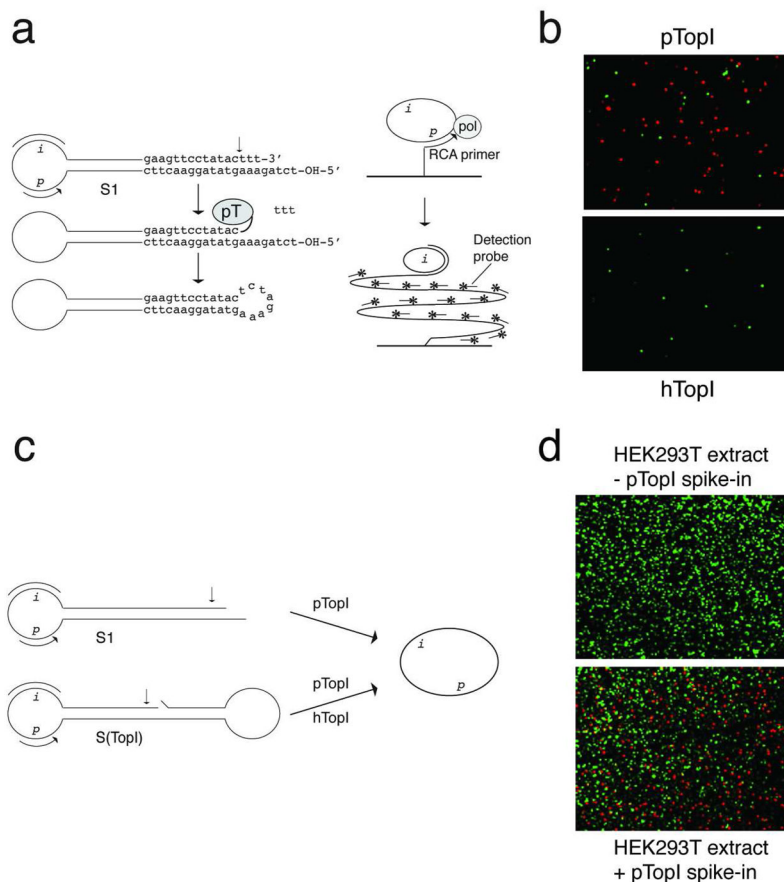 a
i
p
S1
gaagttcctatacttt-3’
cttcaaggatatgaaagatct-OH-5’
pT
ttt
gaagttcctatac
cttcaaggatatgaaagatct-OH-5’
gaagttcctatac
cttcaaggatatg
t c t a g a a a
i
p
pol
RCA primer
Detection
probe
i
* * * * * * * * * * * * * * * * *
b
pTopI
hTopI
c
i
p
S1
pTopI
i
p
S(TopI)
pTopI
hTopI
i
p
d
HEK293T extract
- pTopI spike-in
HEK293T extract
+ pTopI spike-in